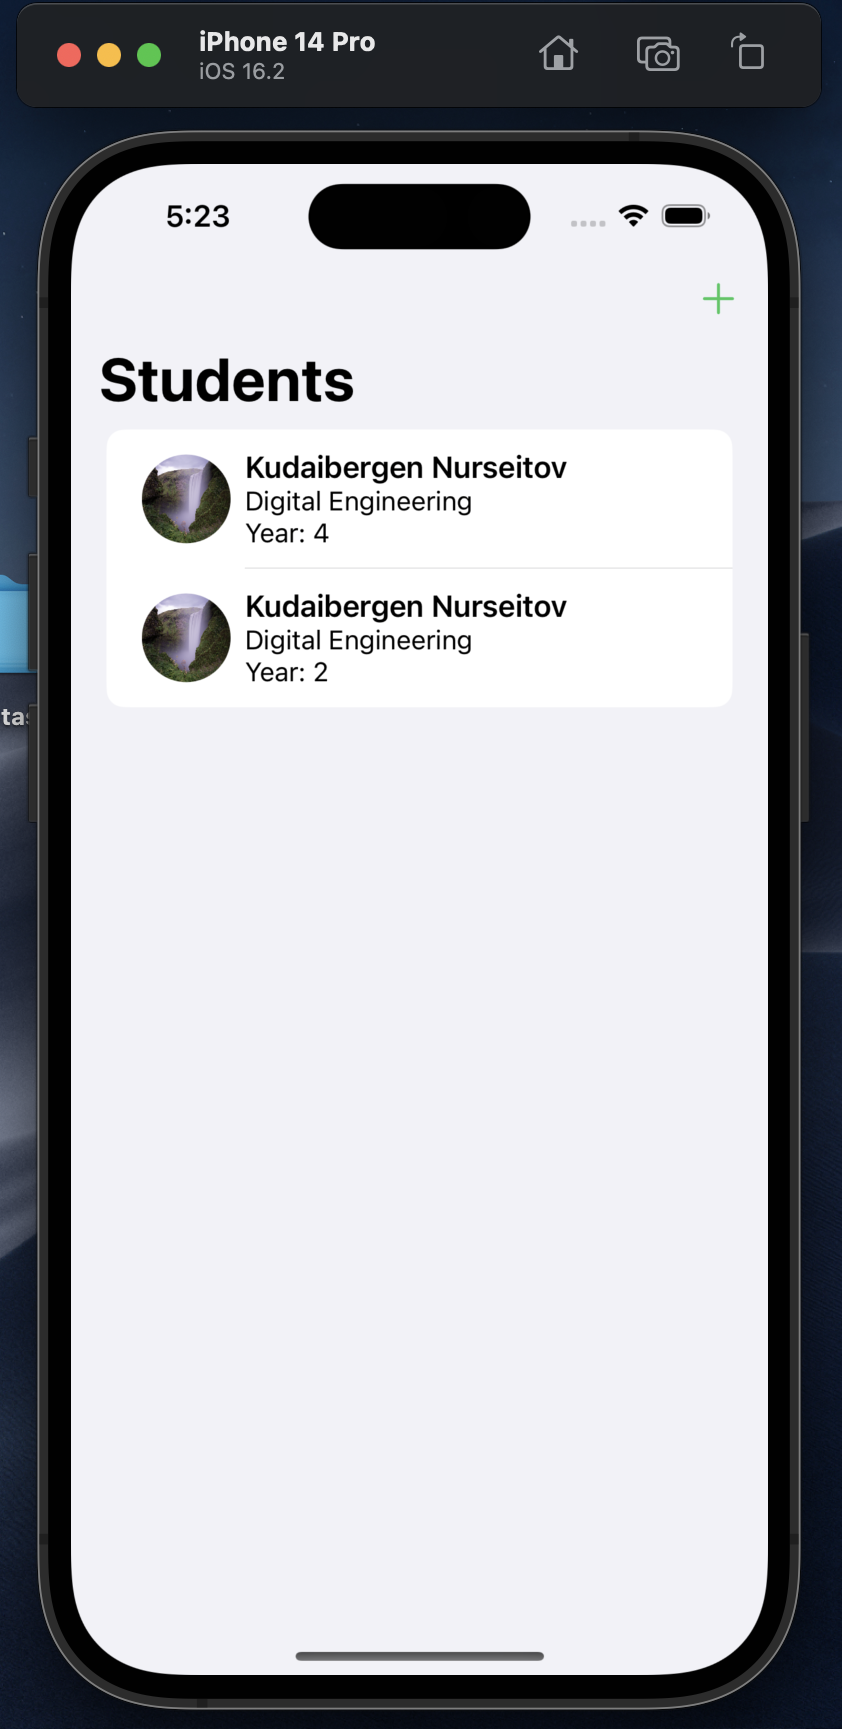 iPhone 14 Pro
iOS 16.2
5:23
Students
Kudaibergen Nurseitov
Digital Engineering
Year: 4
Kudaibergen Nurseitov
Digital Engineering
Year: 2